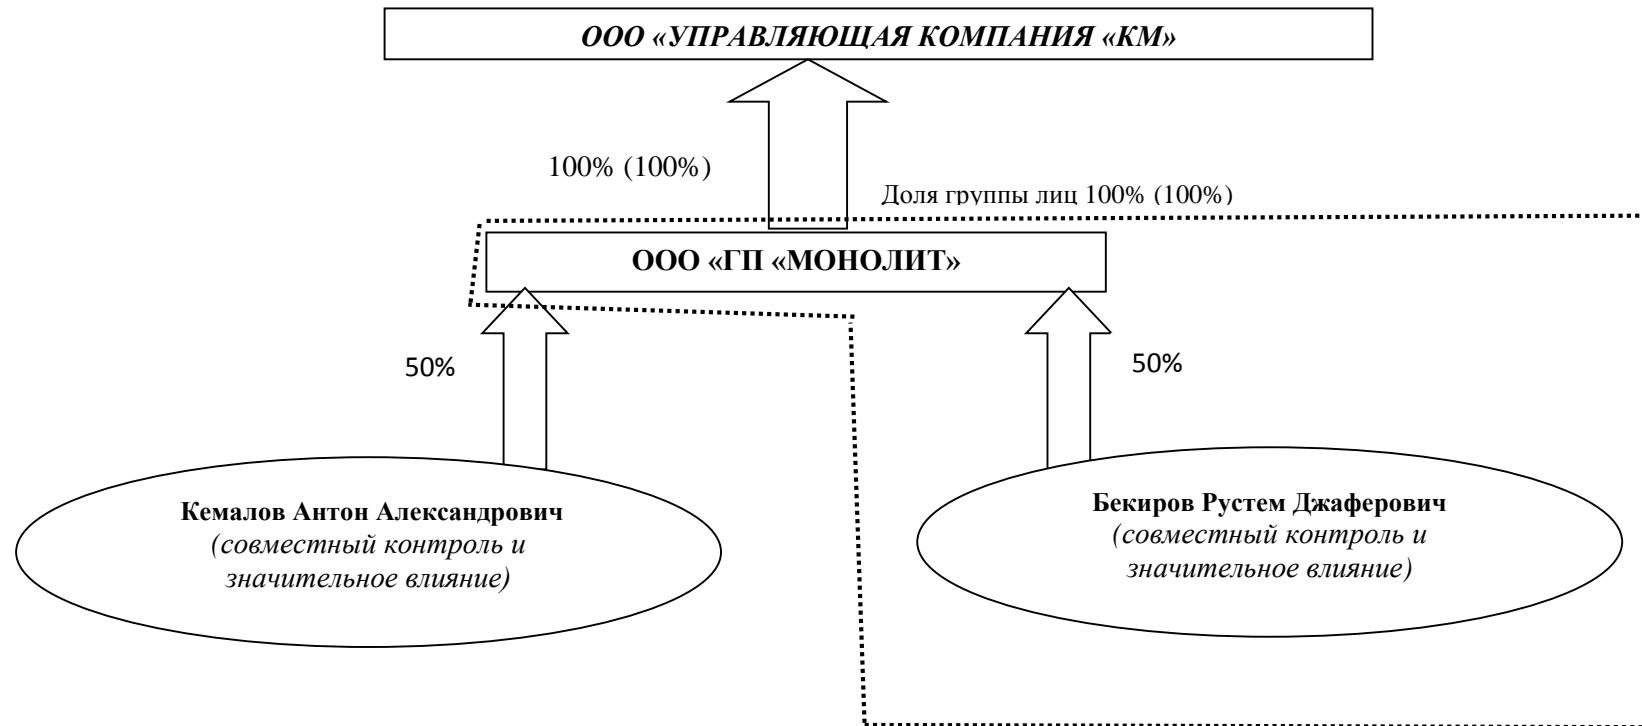 ООО «УПРАВЛЯЮЩАЯ КОМПАНИЯ «КМ»
100% (100%)
Доля группы лиц 100% (100%)
ООО «ГП «МОНОЛИТ»
50%
50%
Кемалов Антон Александрович
(совместный контроль и
значительное влияние)
Бекиров Рустем Джаферович
(совместный контроль и
значительное влияние)